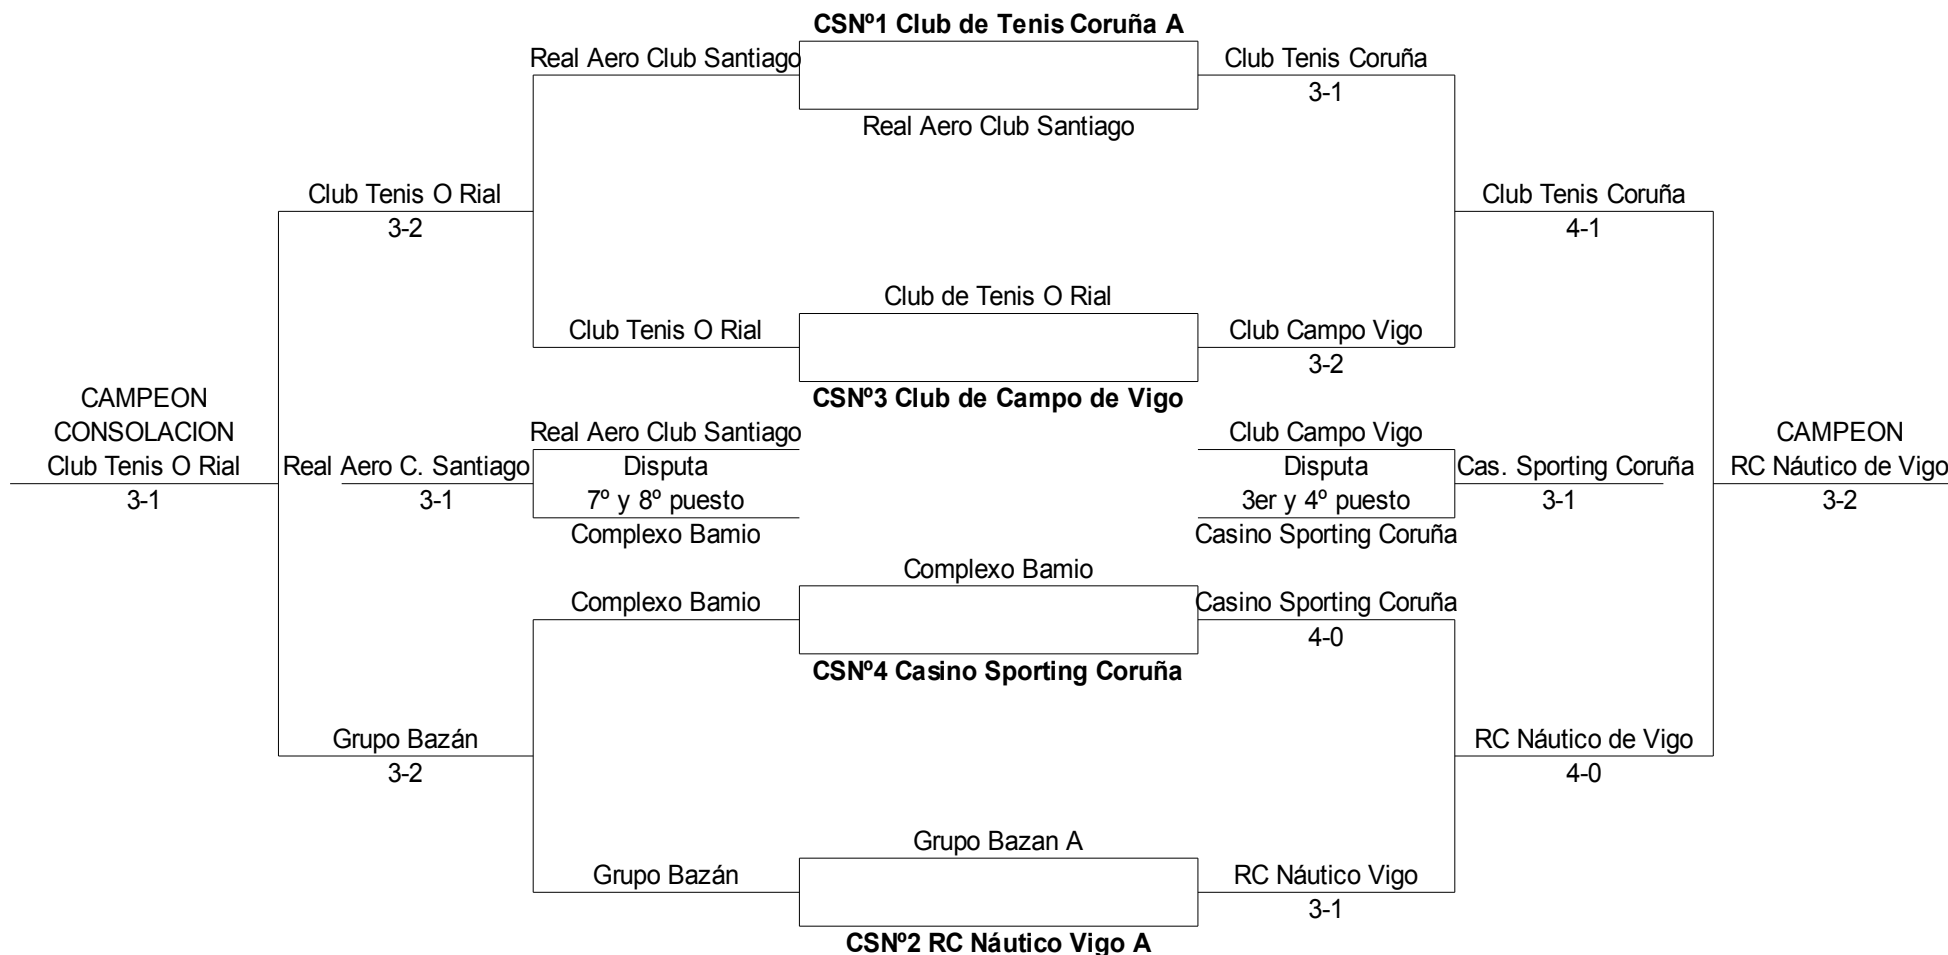 CSNº1 Club de Tenis Coruña A
Real Aero Club Santiago
Club Tenis Coruña
3-1
Real Aero Club Santiago
Club Tenis O Rial
3-2
Club Tenis Coruña
4-1
Club de Tenis O Rial
Club Tenis O Rial
Club Campo Vigo
3-2
CSNº3 Club de Campo de Vigo
CAMPEON
CONSOLACION
Club Tenis O Rial
3-1
Real Aero C. Santiago
3-1
Real Aero Club Santiago
Disputa
7º y 8º puesto
Complexo Bamio
Club Campo Vigo
Disputa
3er y 4º puesto
Casino Sporting Coruña
Cas. Sporting Coruña
3-1
CAMPEON
RC Náutico de Vigo
3-2
Complexo Bamio
Complexo Bamio
Casino Sporting Coruña
4-0
CSNº4 Casino Sporting Coruña
Grupo Bazán
3-2
RC Náutico de Vigo
4-0
Grupo Bazan A
Grupo Bazán
RC Náutico Vigo
3-1
CSNº2 RC Náutico Vigo A